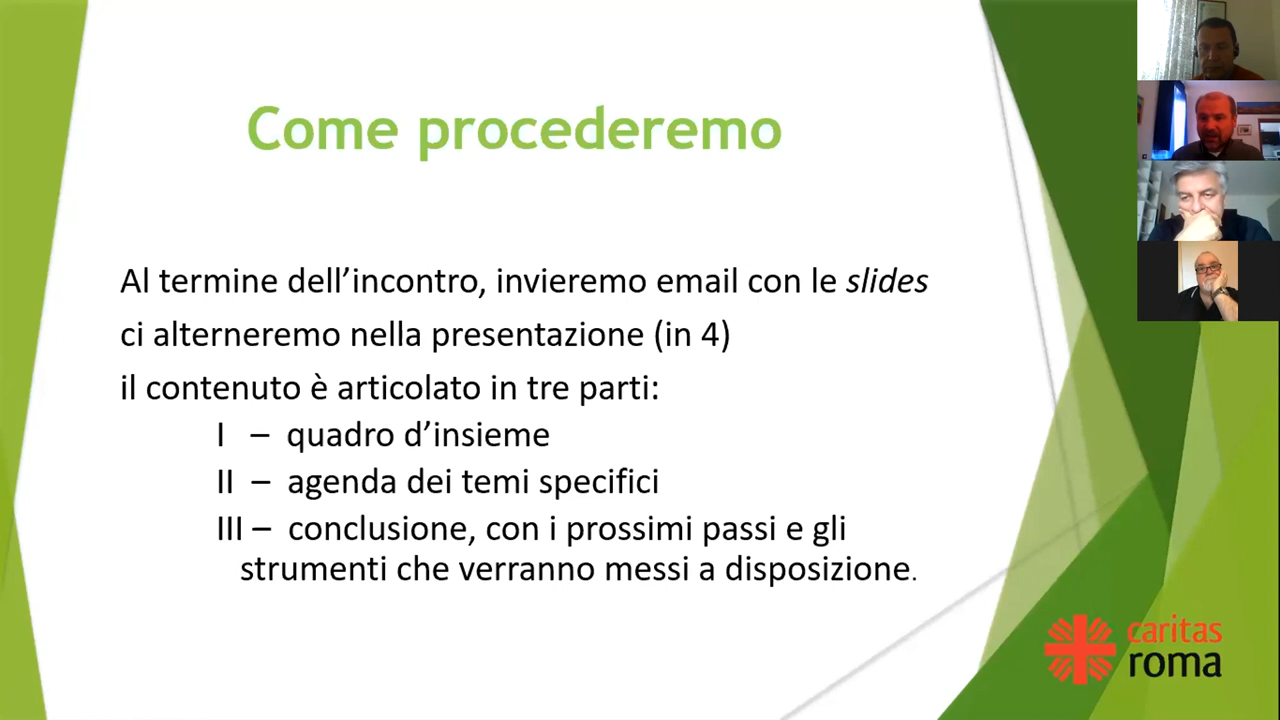 Come procederemo
Al termine dell’incontro, invieremo email con le slides
ci alterneremo nella presentazione (in 4)
il contenuto è articolato in tre parti:
I – quadro d’insieme
II – agenda dei temi specifici
III – conclusione, con i prossimi passi e gli
strumenti che verranno messi a disposizione.
caritas
roma